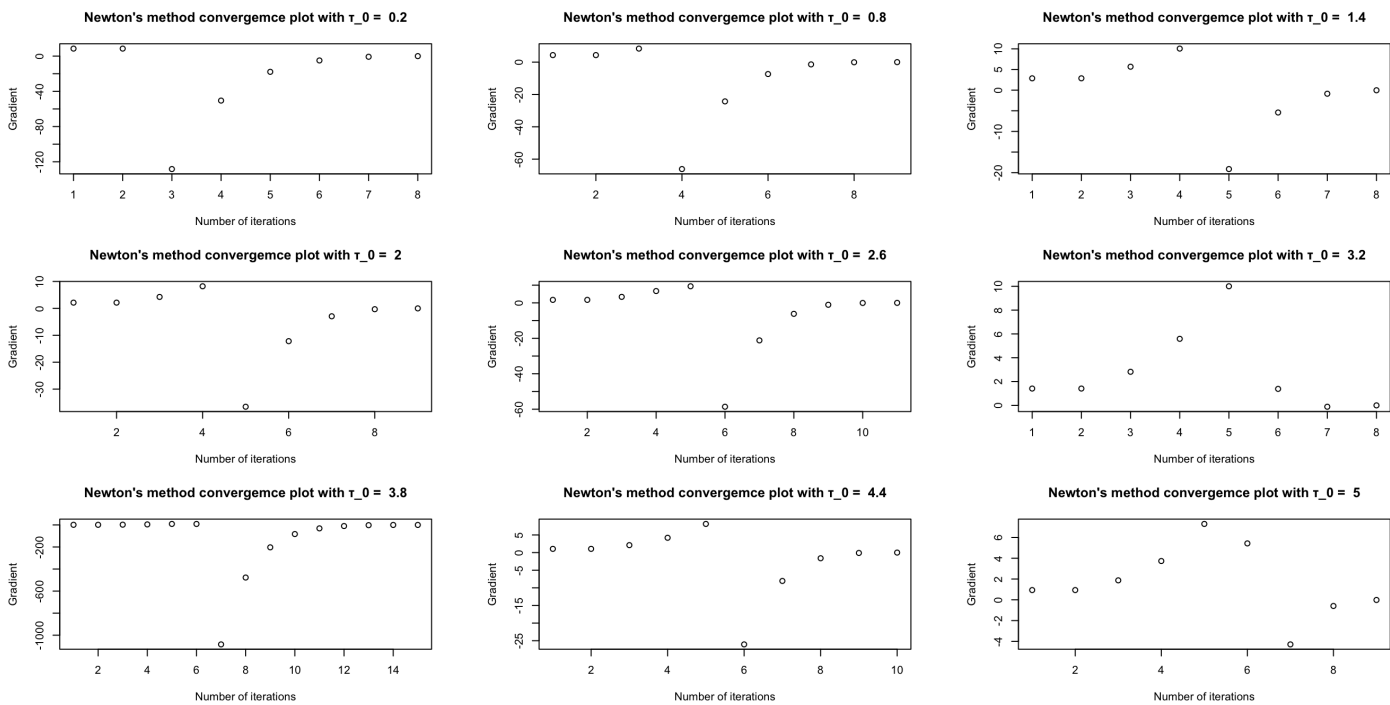 Newton's method convergemce plot with τ_0 = 0.2
0
-40
-80
-120
Gradient
1 2 3 4 5 6 7 8
Number of iterations
Newton's method convergemce plot with τ_0 = 0.8
0
-20
-60
Gradient
2 4 6 8
Number of iterations
Newton's method convergemce plot with τ_0 = 1.4
10
5
0
-10
-20
Gradient
1 2 3 4 5 6 7 8
Number of iterations
Newton's method convergemce plot with τ_0 = 2
10
0
-10
-30
Gradient
2 4 6 8
Number of iterations
Newton's method convergemce plot with τ_0 = 2.6
0
-20
-60
Gradient
2 4 6 8 10
Number of iterations
Newton's method convergemce plot with τ_0 = 3.2
10
8
6
4
2
0
Gradient
1 2 3 4 5 6 7 8
Number of iterations
Newton's method convergemce plot with τ_0 = 3.8
-200
-600
-1000
Gradient
2 4 6 8 10 12 14
Number of iterations
Newton's method convergemce plot with τ_0 = 4.4
5
-5
-15
-25
Gradient
2 4 6 8 10
Number of iterations
Newton's method convergemce plot with τ_0 = 5
6
4
2
0
-2
-4
Gradient
2 4 6 8
Number of iterations